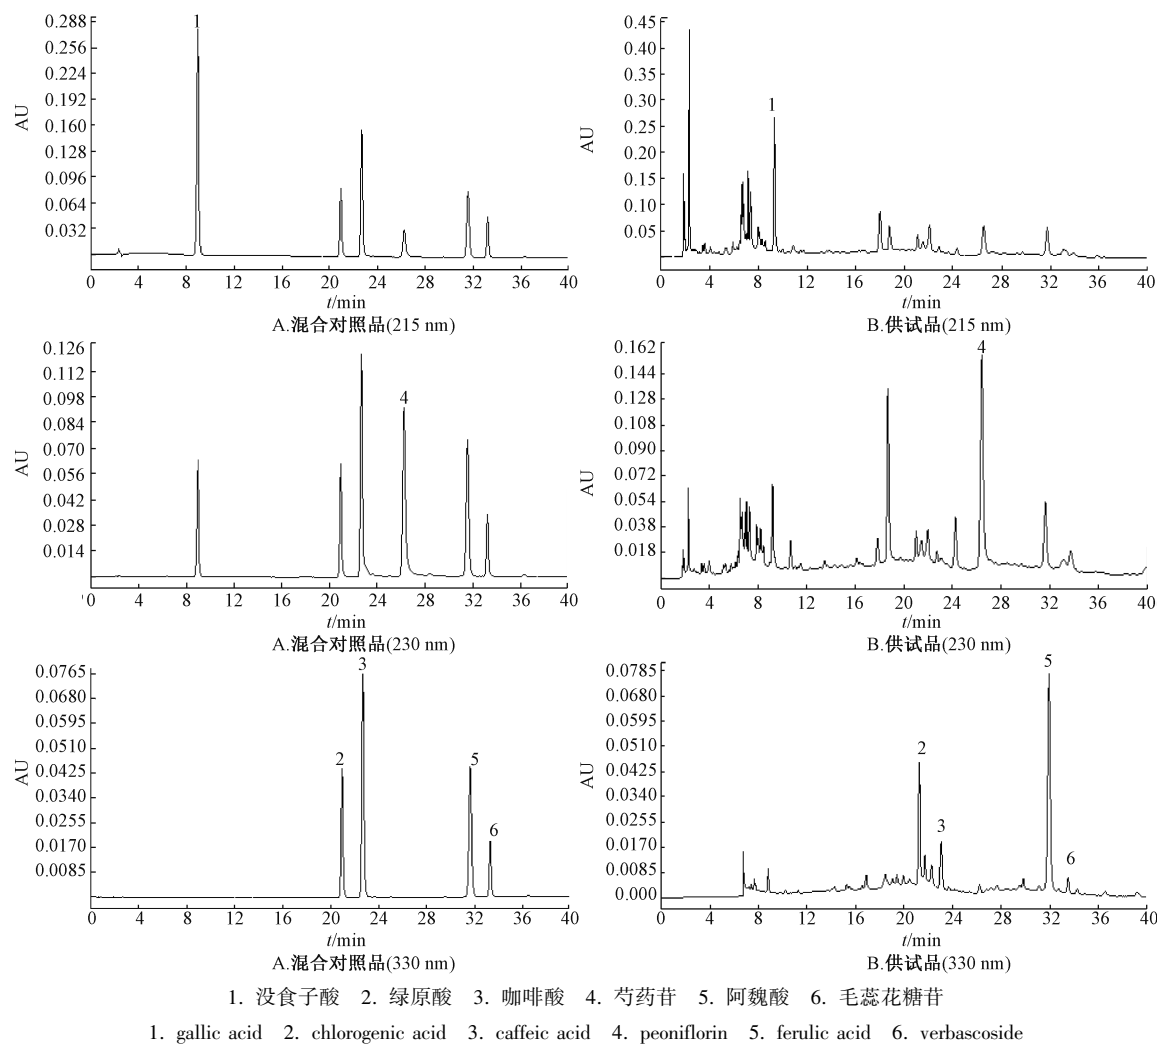 0.288
0.256
0.224
0.192
0.160
0.128
0.096
0.064
0.032
AU
1
0 4 8 12 16 20 24 28 32 36 40
t/min
A.混合对照品(215 nm)
0.45
0.40
0.35
0.30
0.25
0.20
0.15
0.10
0.05
AU
1
0 4 8 12 16 20 24 28 32 36 40
t/min
B.供试品(215 nm)
0.126
0.112
0.098
0.084
0.070
0.056
0.042
0.028
0.014
AU
4
0 4 8 12 16 20 24 28 32 36 40
t/min
A.混合对照品(230 nm)
0.162
0.144
0.128
0.108
0.090
0.072
0.054
0.038
0.018
AU
4
0 4 8 12 16 20 24 28 32 36 40
t/min
B.供试品(230 nm)
0.0765
0.0680
0.0595
0.0510
0.0425
0.0340
0.0255
0.0170
0.0085
AU
2
3
5
6
0 4 8 12 16 20 24 28 32 36 40
t/min
A.混合对照品(330 nm)
0.0785
0.0680
0.0595
0.0510
0.0425
0.0340
0.0255
0.0170
0.0085
0.000
AU
2
3
5
6
0 4 8 12 16 20 24 28 32 36 40
t/min
B.供试品(330 nm)
1. 没食子酸 2. 绿原酸 3. 咖啡酸 4. 芍药苷 5. 阿魏酸 6. 毛蕊花糖苷
1. gallic acid 2. chlorogenic acid 3. caffeic acid 4. peoniflorin 5. ferulic acid 6. verbascoside